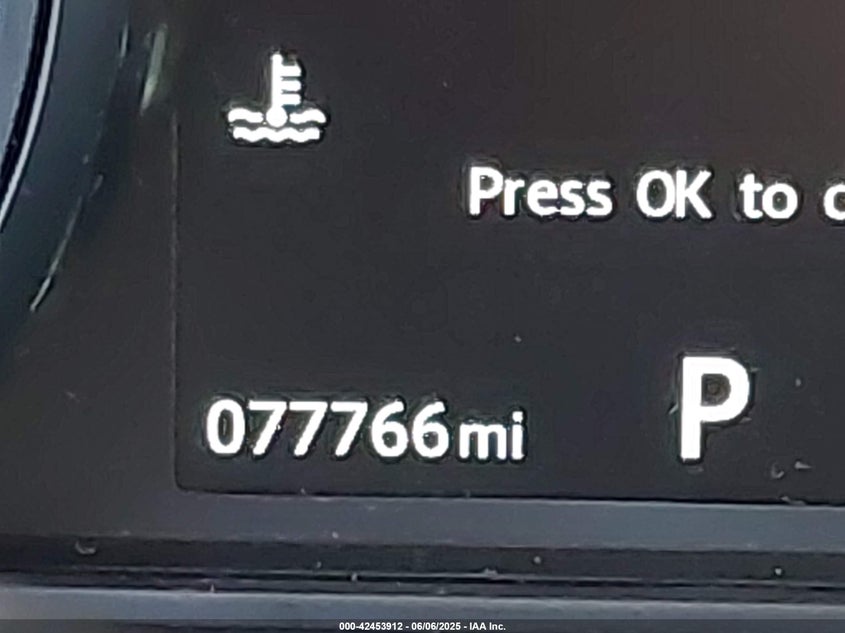 Press OK to c
077766mi
P
000-42453912 - 06/06/2025 - IAA Inc.